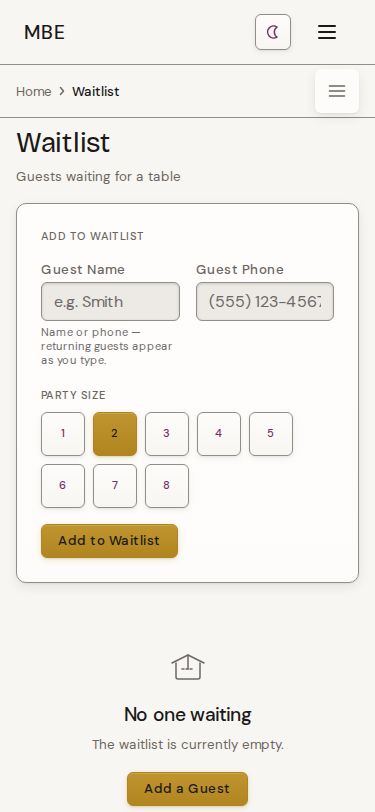 MBE
Home > Waitlist
Waitlist
Guests waiting for a table
ADD TO WAITLIST
Guest Name Guest Phone
e.g. Smith (555) 123-4567
Name or phone —
returning guests appear
as you type.
PARTY SIZE
1 2 3 4 5
6 7 8
Add to Waitlist
No one waiting
The waitlist is currently empty.
Add a Guest